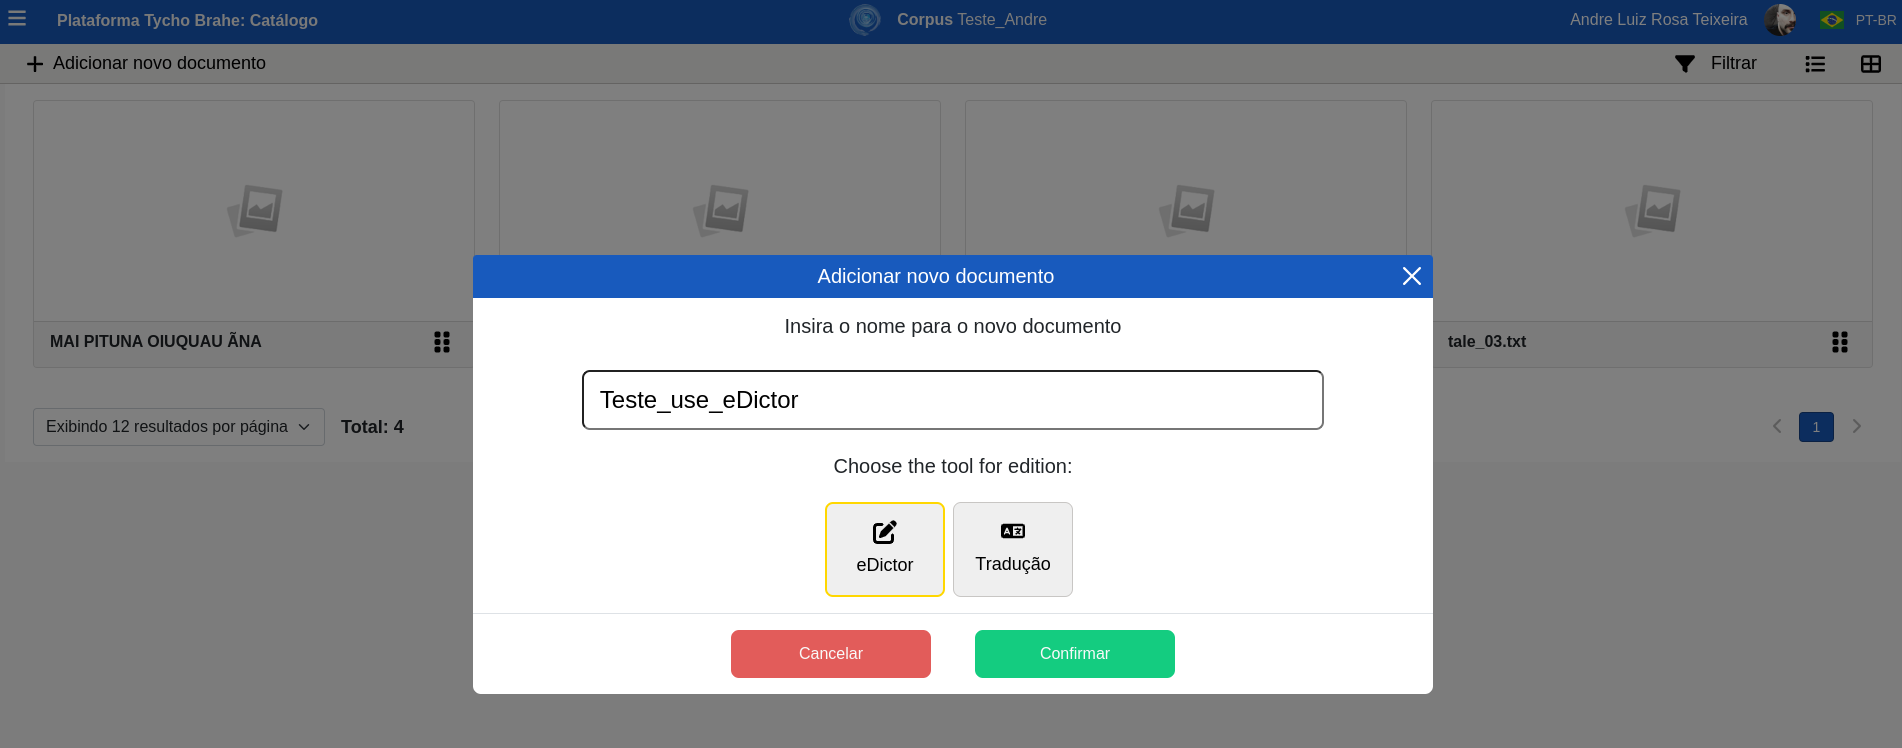 Plataforma Tycho Brahe: Catálogo
Corpus Teste_Andre
Andre Luiz Rosa Teixeira
PT-BR
Adicionar novo documento
Filtrar
Adicionar novo documento
Insira o nome para o novo documento
MAI PITUNA OIUQUAU ÃNA
tale_03.txt
Teste_use_eDictor
Exibindo 12 resultados por página
Total: 4
1
Choose the tool for edition:
eDictor
Tradução
Cancelar
Confirmar